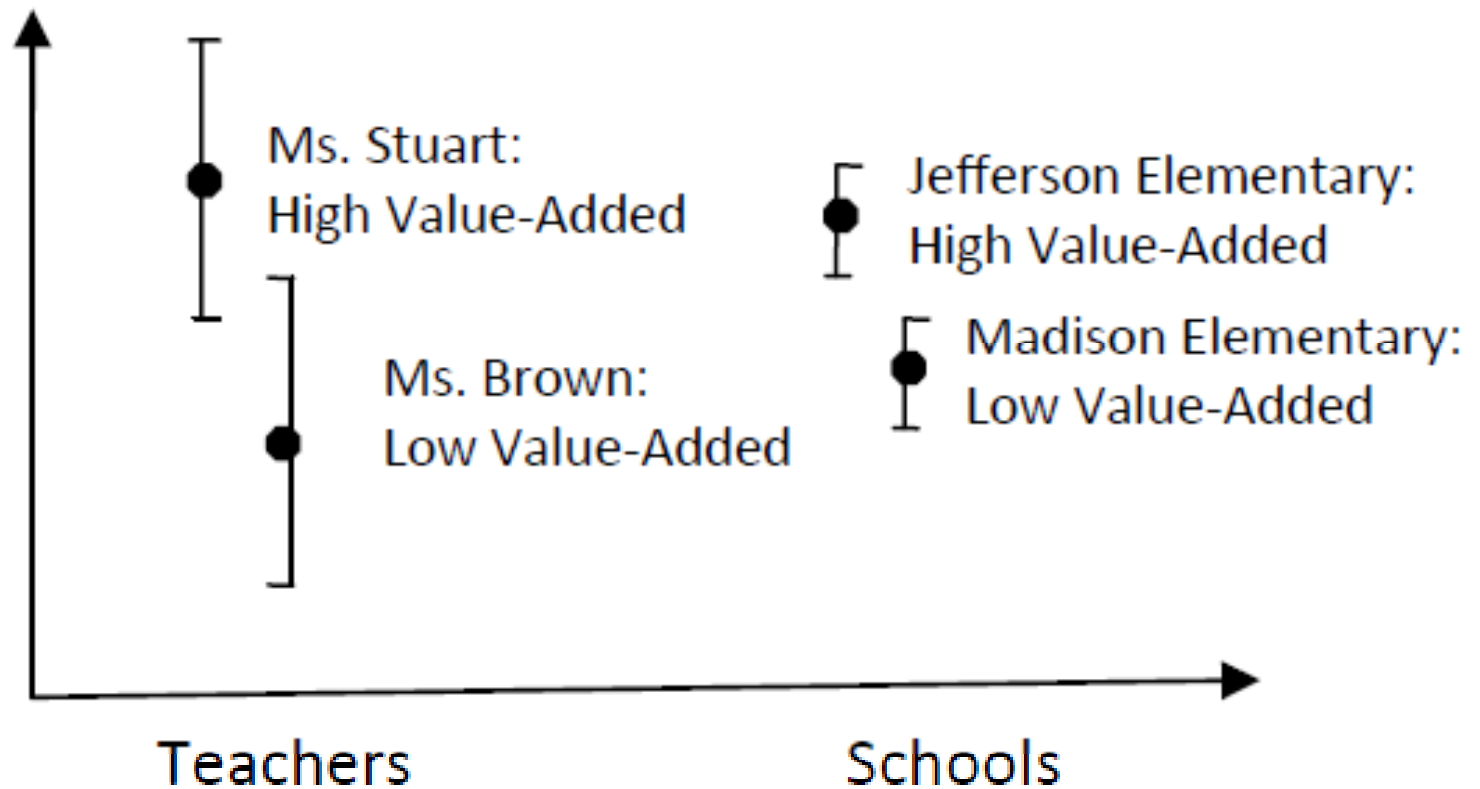 Ms. Stuart:
High Value-Added
Jefferson Elementary:
High Value-Added
Ms. Brown:
Low Value-Added
Madison Elementary:
Low Value-Added
Teachers
Schools